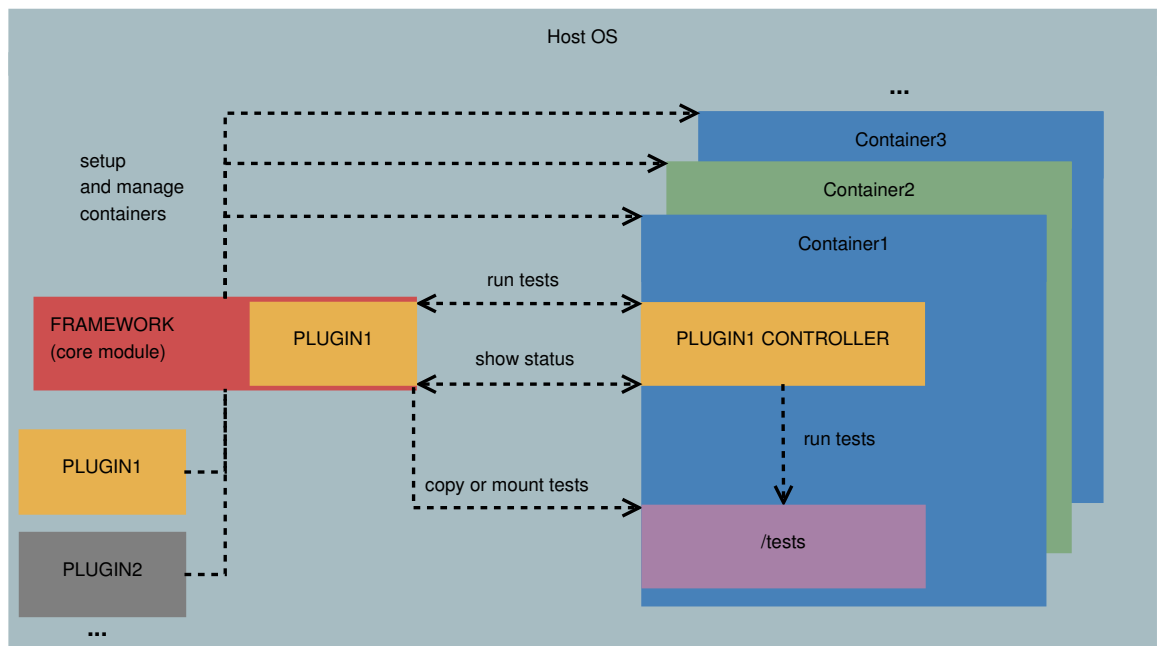 Host OS
...
Container3
setup
and manage
containers
Container2
Container1
run tests
FRAMEWORK
(core module)
PLUGIN1
PLUGIN1 CONTROLLER
show status
run tests
PLUGIN1
copy or mount tests
/tests
PLUGIN2
...